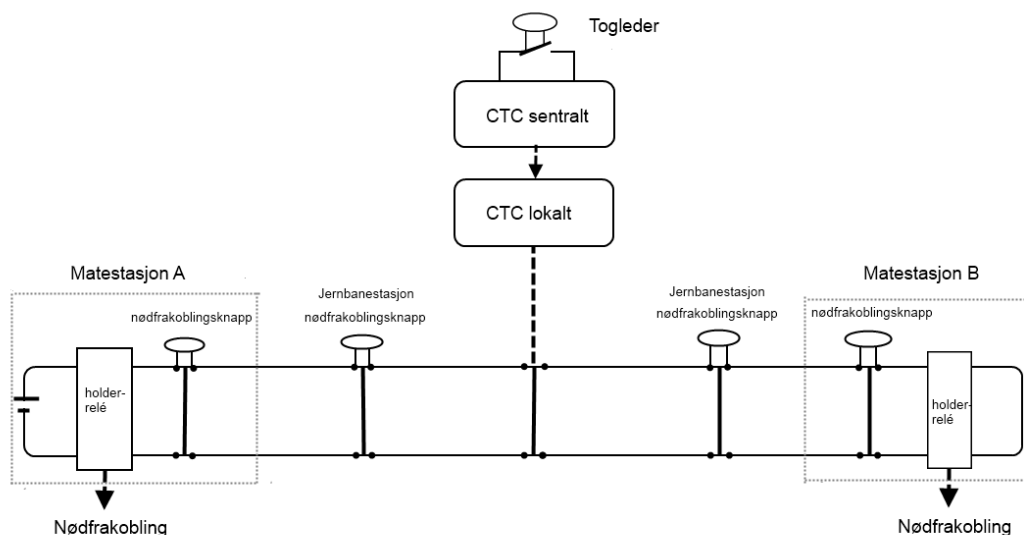 Togleder
CTC sentralt
CTC lokalt
Matestasjon A
Matestasjon B
nødfrakoblingsknapp
Jernbanestasjon
nødfrakoblingsknapp
Jernbanestasjon
nødfrakoblingsknapp
nødfrakoblingsknapp
holder-
relé
holder-
relé
Nødfrakobling
Nødfrakobling